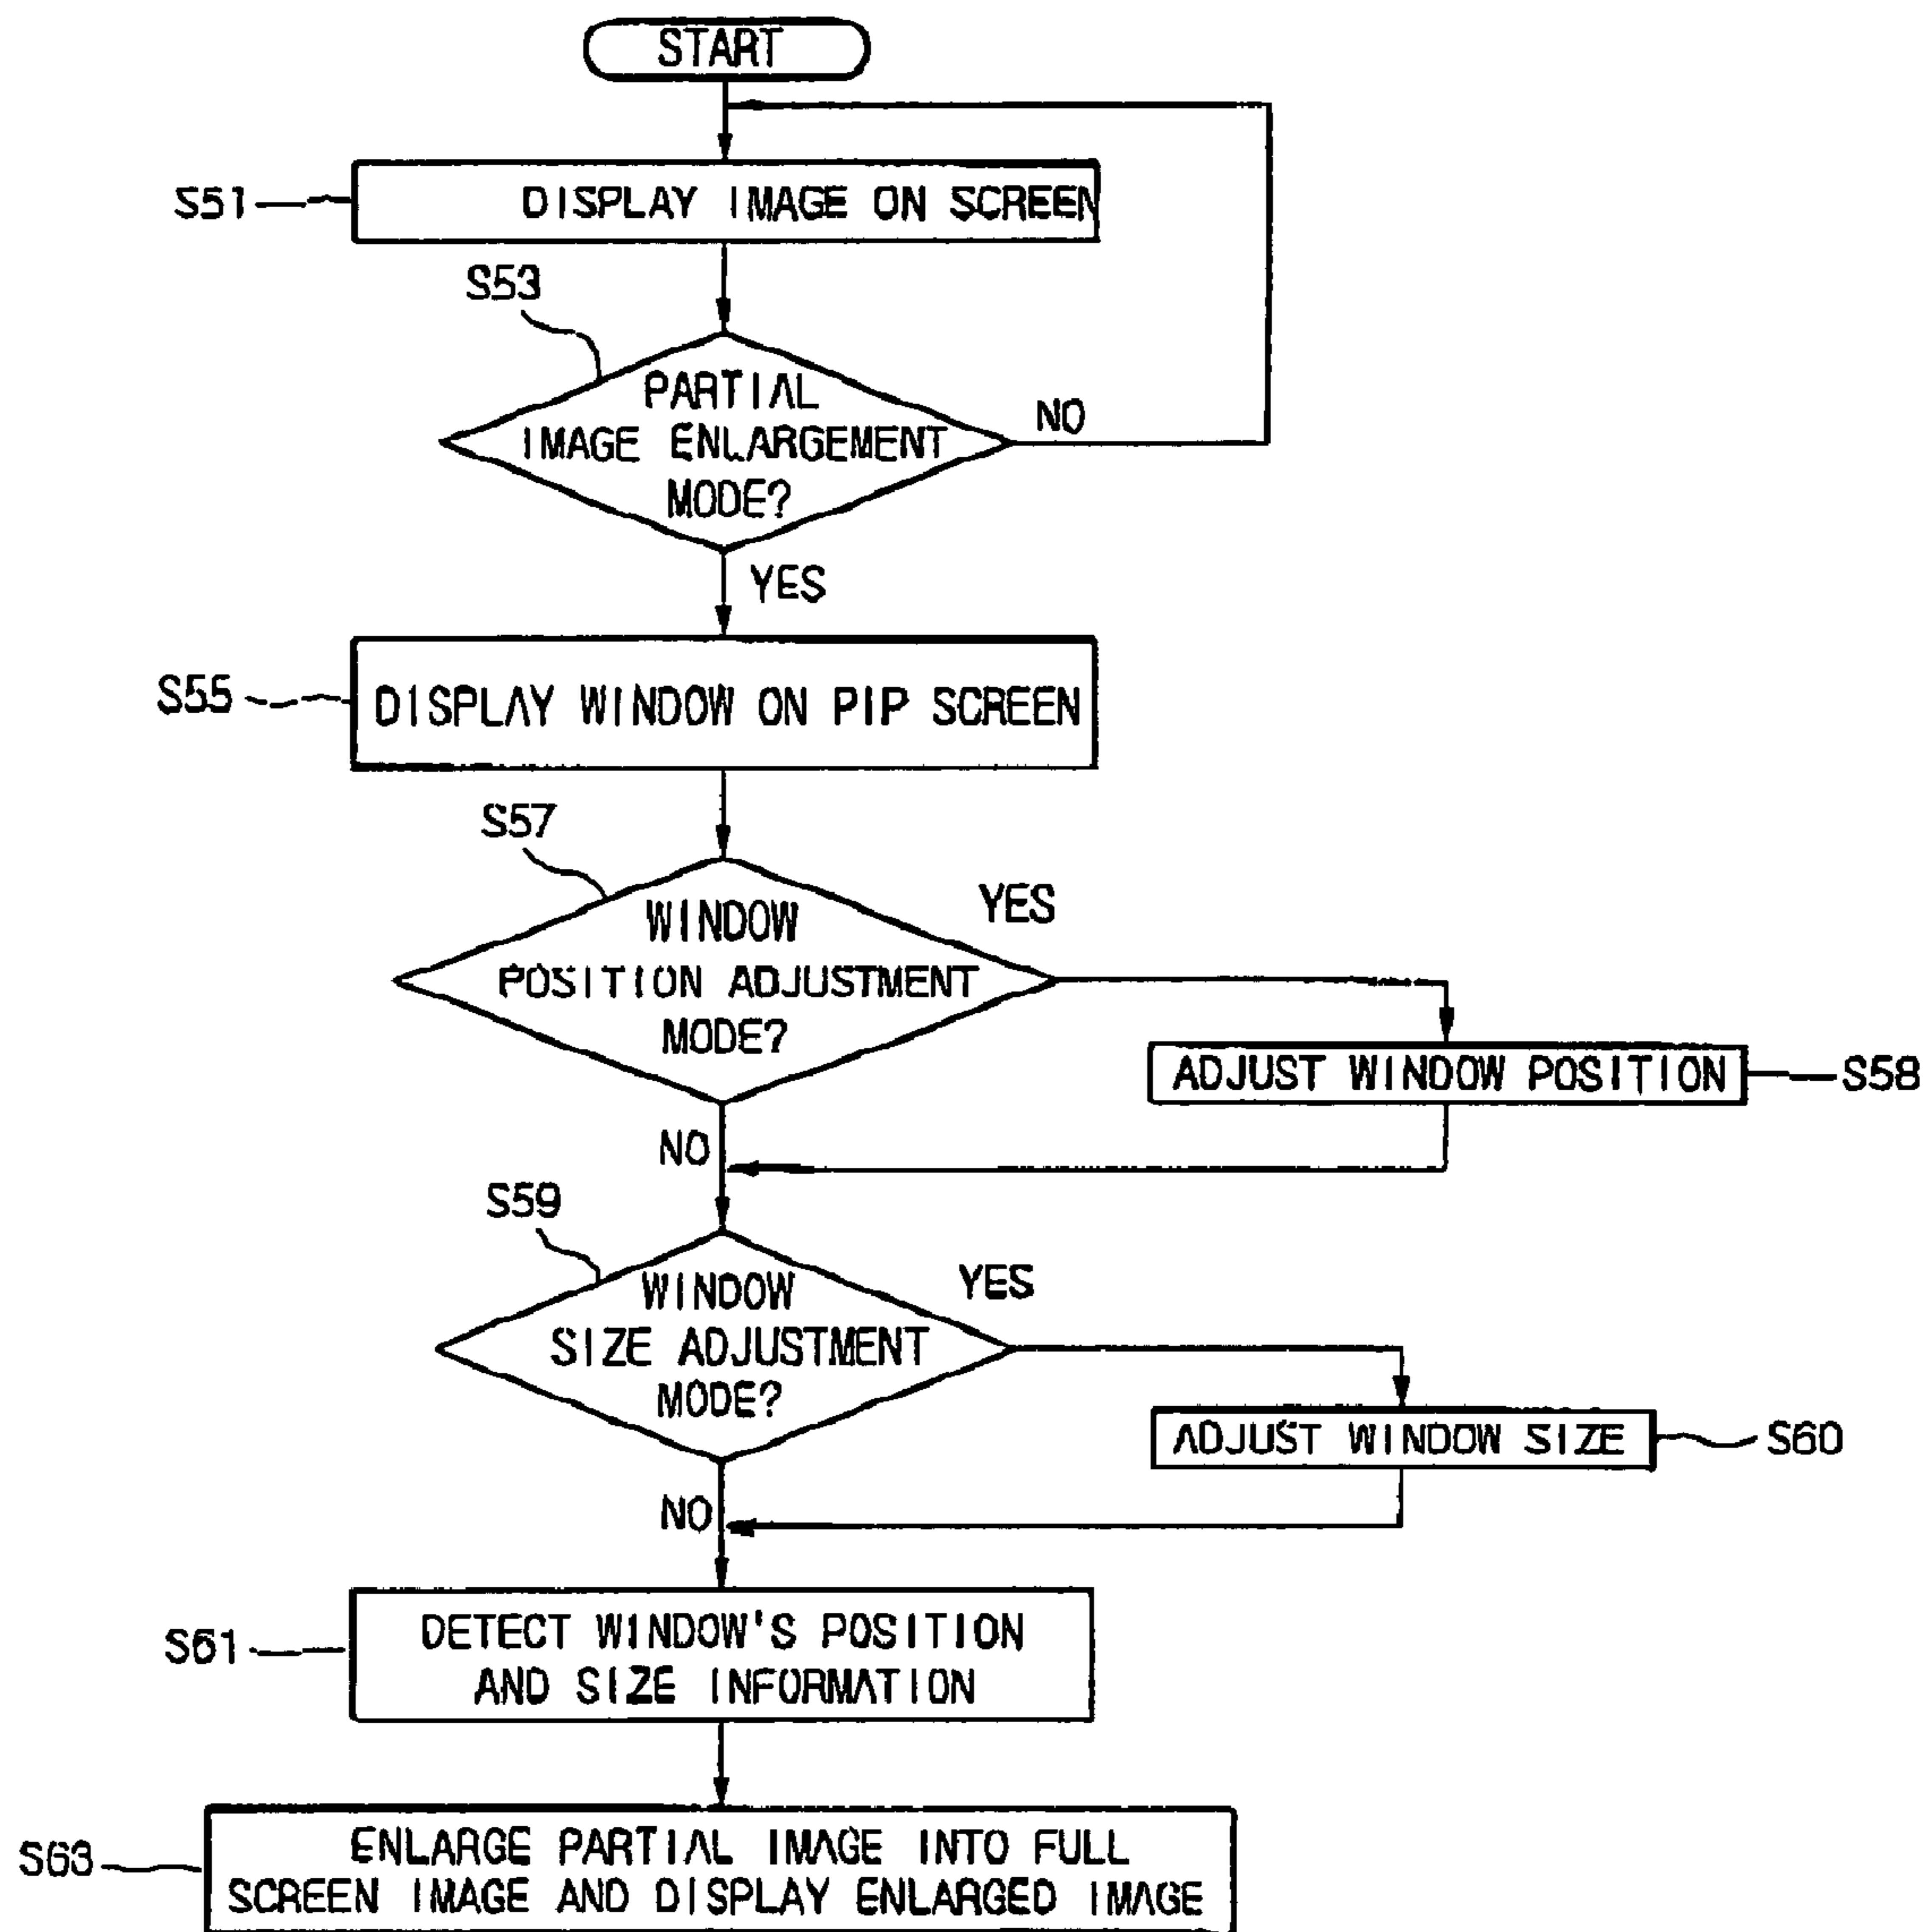 START
S51
DISPLAY IMAGE ON SCREEN
S53
PARTIAL
IMAGE ENLARGEMENT
MODE?
NO
YES
S55
DISPLAY WINDOW ON PIP SCREEN
S57
WINDOW
POSITION ADJUSTMENT
MODE?
YES
ADJUST WINDOW POSITION
S58
NO
S59
WINDOW
SIZE ADJUSTMENT
MODE?
YES
ADJUST WINDOW SIZE
S60
NO
S61
DETECT WINDOW'S POSITION
AND SIZE INFORMATION
S63
ENLARGE PARTIAL IMAGE INTO FULL
SCREEN IMAGE AND DISPLAY ENLARGED IMAGE